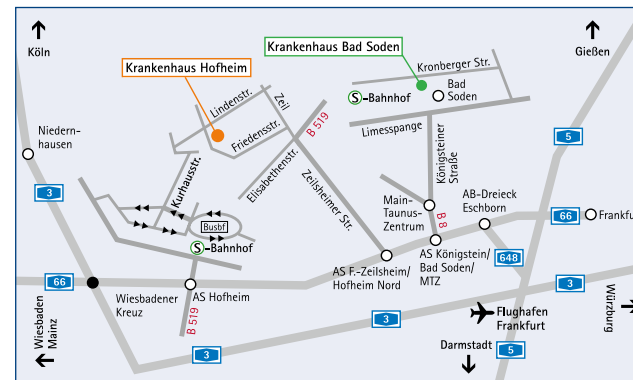 Köln
Krankenhaus Hofheim
Krankenhaus Bad Soden
Gießen
Kronberger Str.
S-Bahnhof
Bad
Soden
Lindenstr.
Zeil
Friedensstr.
B 519
Limesspange
Niedern-
hausen
5
Kurhausstr.
Elisabethenstr.
Zeilsheimer Str.
Königsteiner
Straße
3
Main-
Taunus-
Zentrum
B 8
AB-Dreieck
Eschborn
66
Frankfu
Busbf
S-Bahnhof
AS F.-Zeilsheim/
Hofheim Nord
AS Königstein/
Bad Soden/
MTZ
648
3
66
Wiesbadener
Kreuz
AS Hofheim
B 519
Wiesbaden
Mainz
3
3
Flughafen
Frankfurt
Würzburg
Darmstadt
5